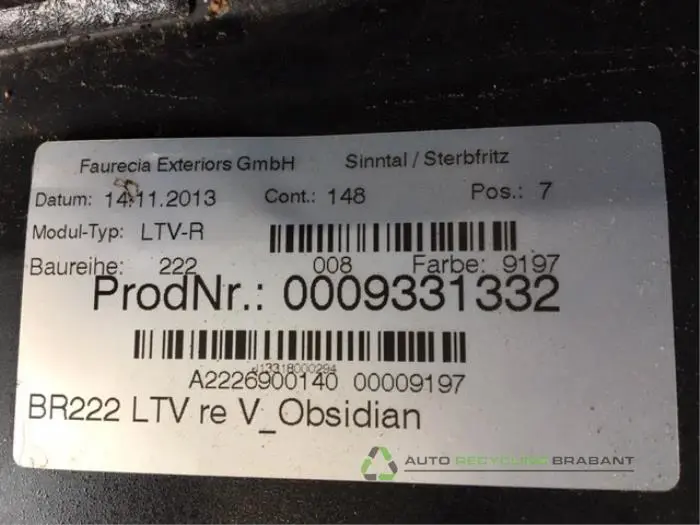 Faurecia Exteriors GmbH Sinntal / Sterbfritz
Datum: 14.11.2013 Cont.: 148 Pos.: 7
Modul-Typ: LTV-R
Baureihe: 222 008 Farbe: 9197
ProdNr.: 0009331332
J13318000294
A2226900140 00009197
BR222 LTV re V_Obsidian
AUTO RECYCLING BRABANT